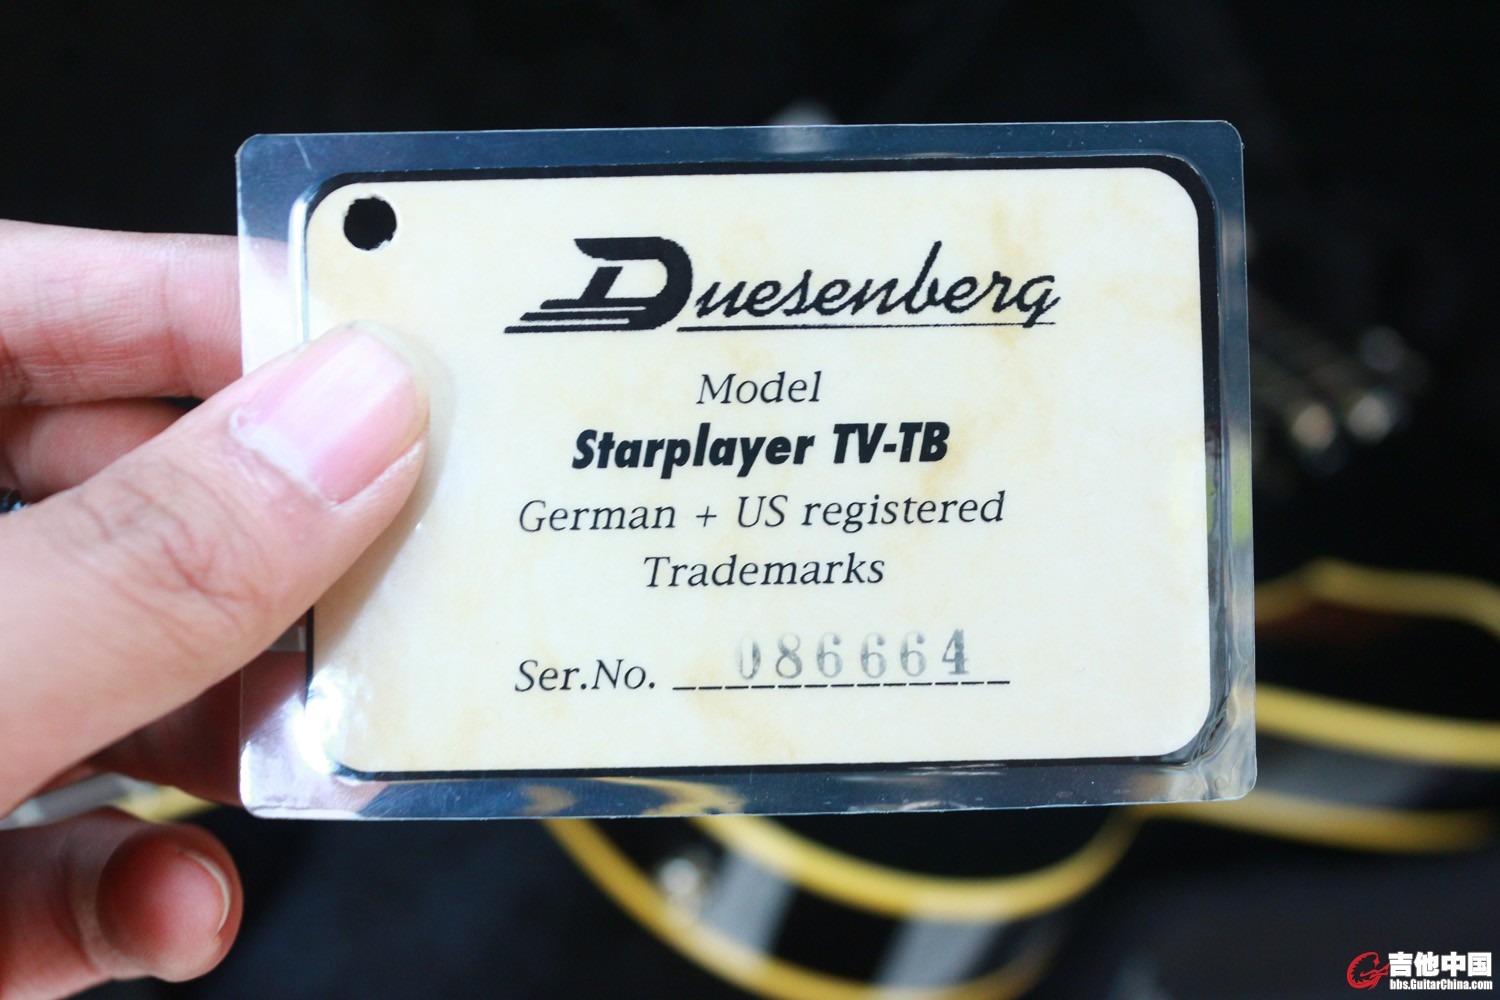 Duesenberg
Model
Starplayer TV-TB
German + US registered
Trademarks
Ser.No. 086664
吉他中国
bbs.GuitarChina.com